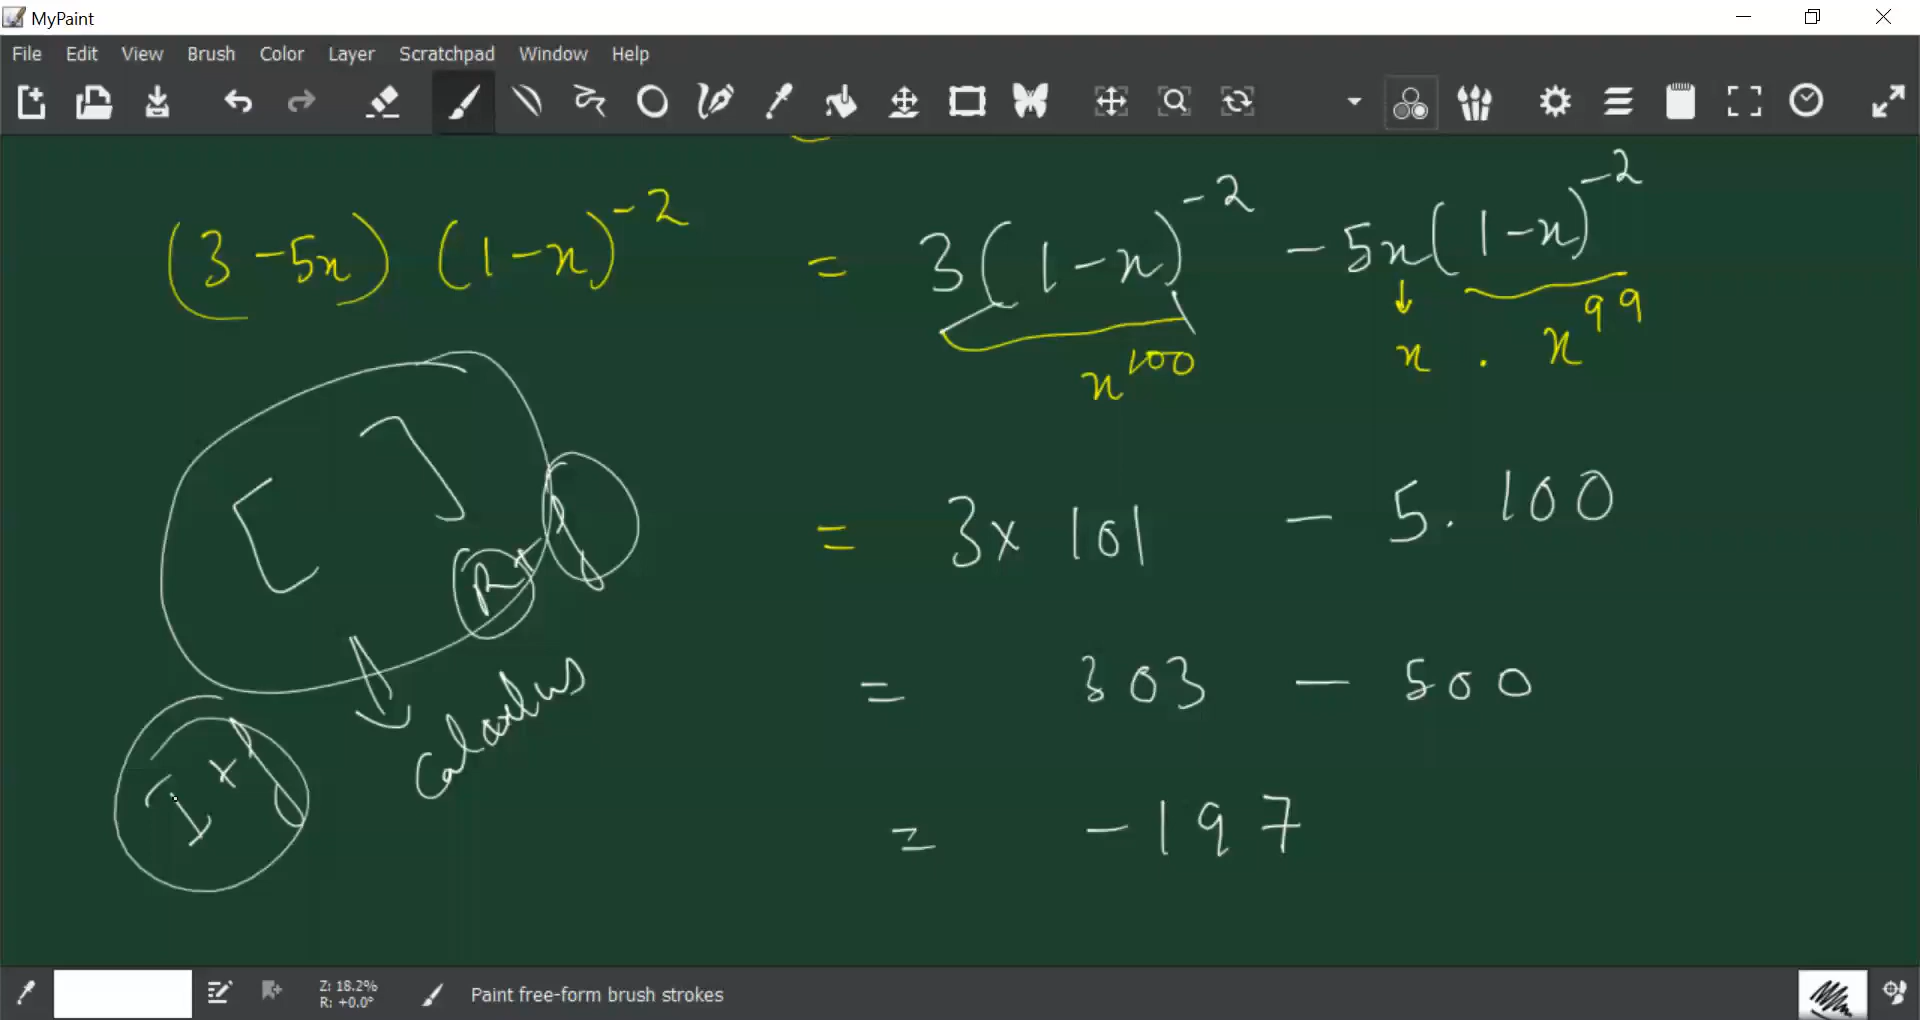 MyPaint
File Edit View Brush Color Layer Scratchpad Window Help
(3 - 5x) (1 - x)^-2 = 3(1 - x)^-2 - 5x(1 - x)^-2
x^100 x . x^99
[ ] R + f
= 3 x 101 - 5. 100
= 303 - 500
Calculus
I + f
= - 197
Z: 18.2%
R: +0.0°
Paint free-form brush strokes